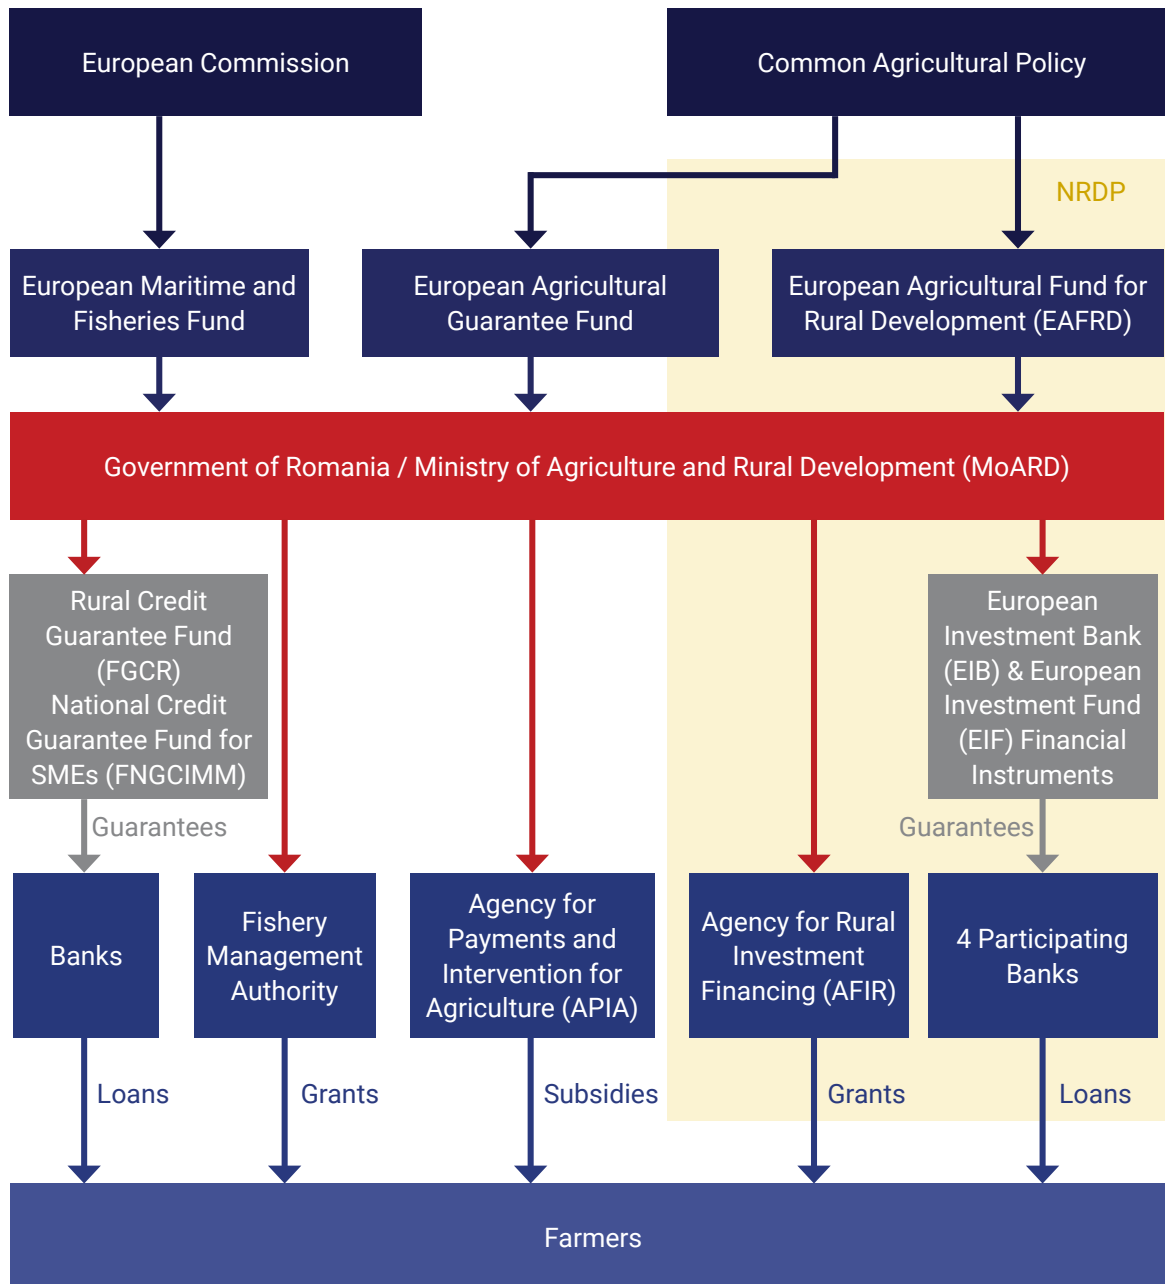 European Commission
Common Agricultural Policy
NRDP
European Maritime and
Fisheries Fund
European Agricultural
Guarantee Fund
European Agricultural Fund for
Rural Development (EAFRD)
Government of Romania / Ministry of Agriculture and Rural Development (MoARD)
Rural Credit
Guarantee Fund
(FGCR)
National Credit
Guarantee Fund for
SMEs (FNGCIMM)
European
Investment Bank
(EIB) & European
Investment Fund
(EIF) Financial
Instruments
Guarantees
Guarantees
Banks
Fishery
Management
Authority
Agency for
Payments and
Intervention for
Agriculture (APIA)
Agency for Rural
Investment
Financing (AFIR)
4 Participating
Banks
Loans
Grants
Subsidies
Grants
Loans
Farmers